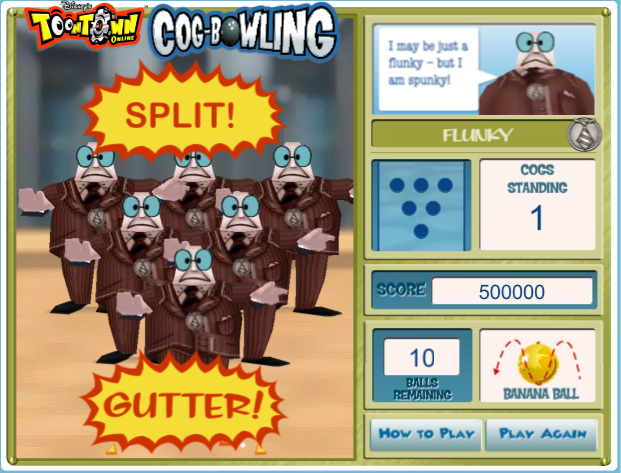 Disney's
TOONTOWN
ONLINE
COG-BOWLING
SPLIT!
GUTTER!
I may be just a
flunky – but I
am spunky!
FLUNKY
COGS
STANDING
1
SCORE 500000
10
BALLS
REMAINING
BANANA BALL
HOW TO PLAY
PLAY AGAIN